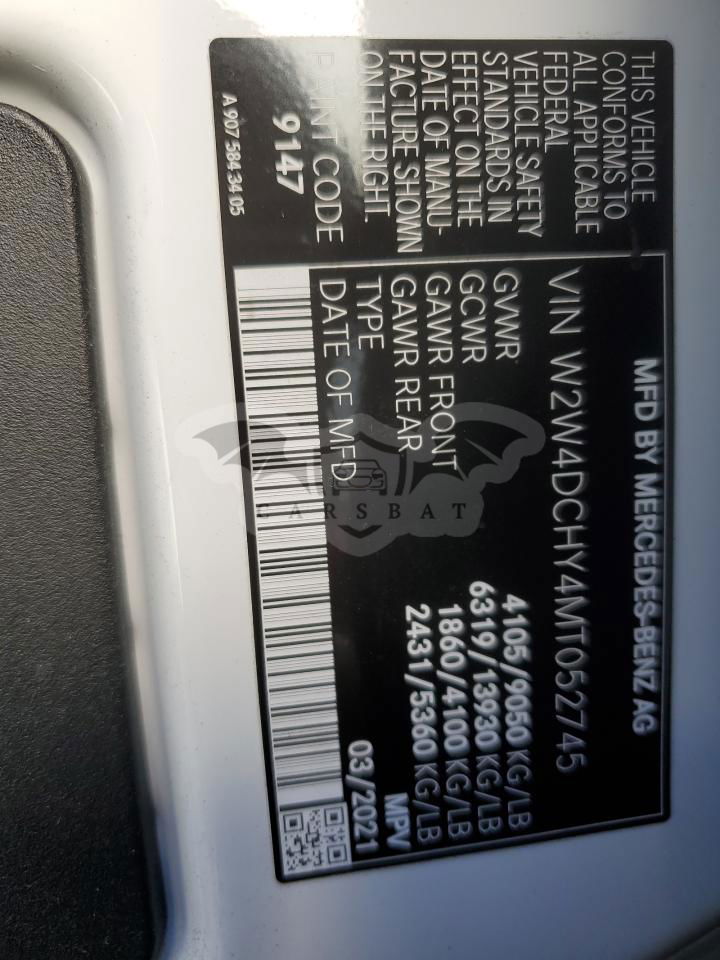 MFD BY MERCEDES-BENZ AG
VIN W2W4DCHY4MT052745
GVWR 4105/9050 KG/LB
GCWR 6319/13930 KG/LB
GAWR FRONT 1860/4100 KG/LB
GAWR REAR 2431/5360 KG/LB
TYPE MPV
DATE OF MFD 03/2021
THIS VEHICLE
CONFORMS TO
ALL APPLICABLE
FEDERAL
VEHICLE SAFETY
STANDARDS IN
EFFECT ON THE
DATE OF MANU-
FACTURE SHOWN
ON THE RIGHT
PAINT CODE
9147
A 907 584 34 05
CARSBAT